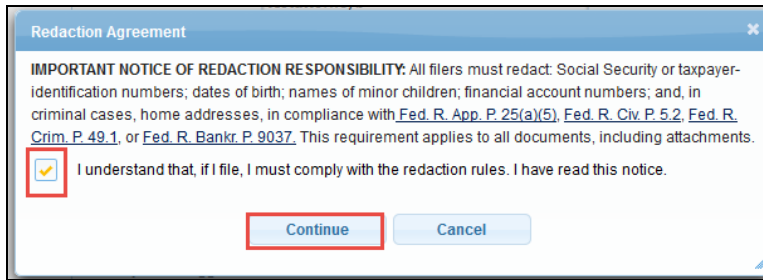 Redaction Agreement
IMPORTANT NOTICE OF REDACTION RESPONSIBILITY: All filers must redact: Social Security or taxpayer-
identification numbers; dates of birth; names of minor children; financial account numbers; and, in
criminal cases, home addresses, in compliance with Fed. R. App. P. 25(a)(5), Fed. R. Civ. P. 5.2, Fed. R.
Crim. P. 49.1, or Fed. R. Bankr. P. 9037. This requirement applies to all documents, including attachments.
I understand that, if I file, I must comply with the redaction rules. I have read this notice.
Continue Cancel